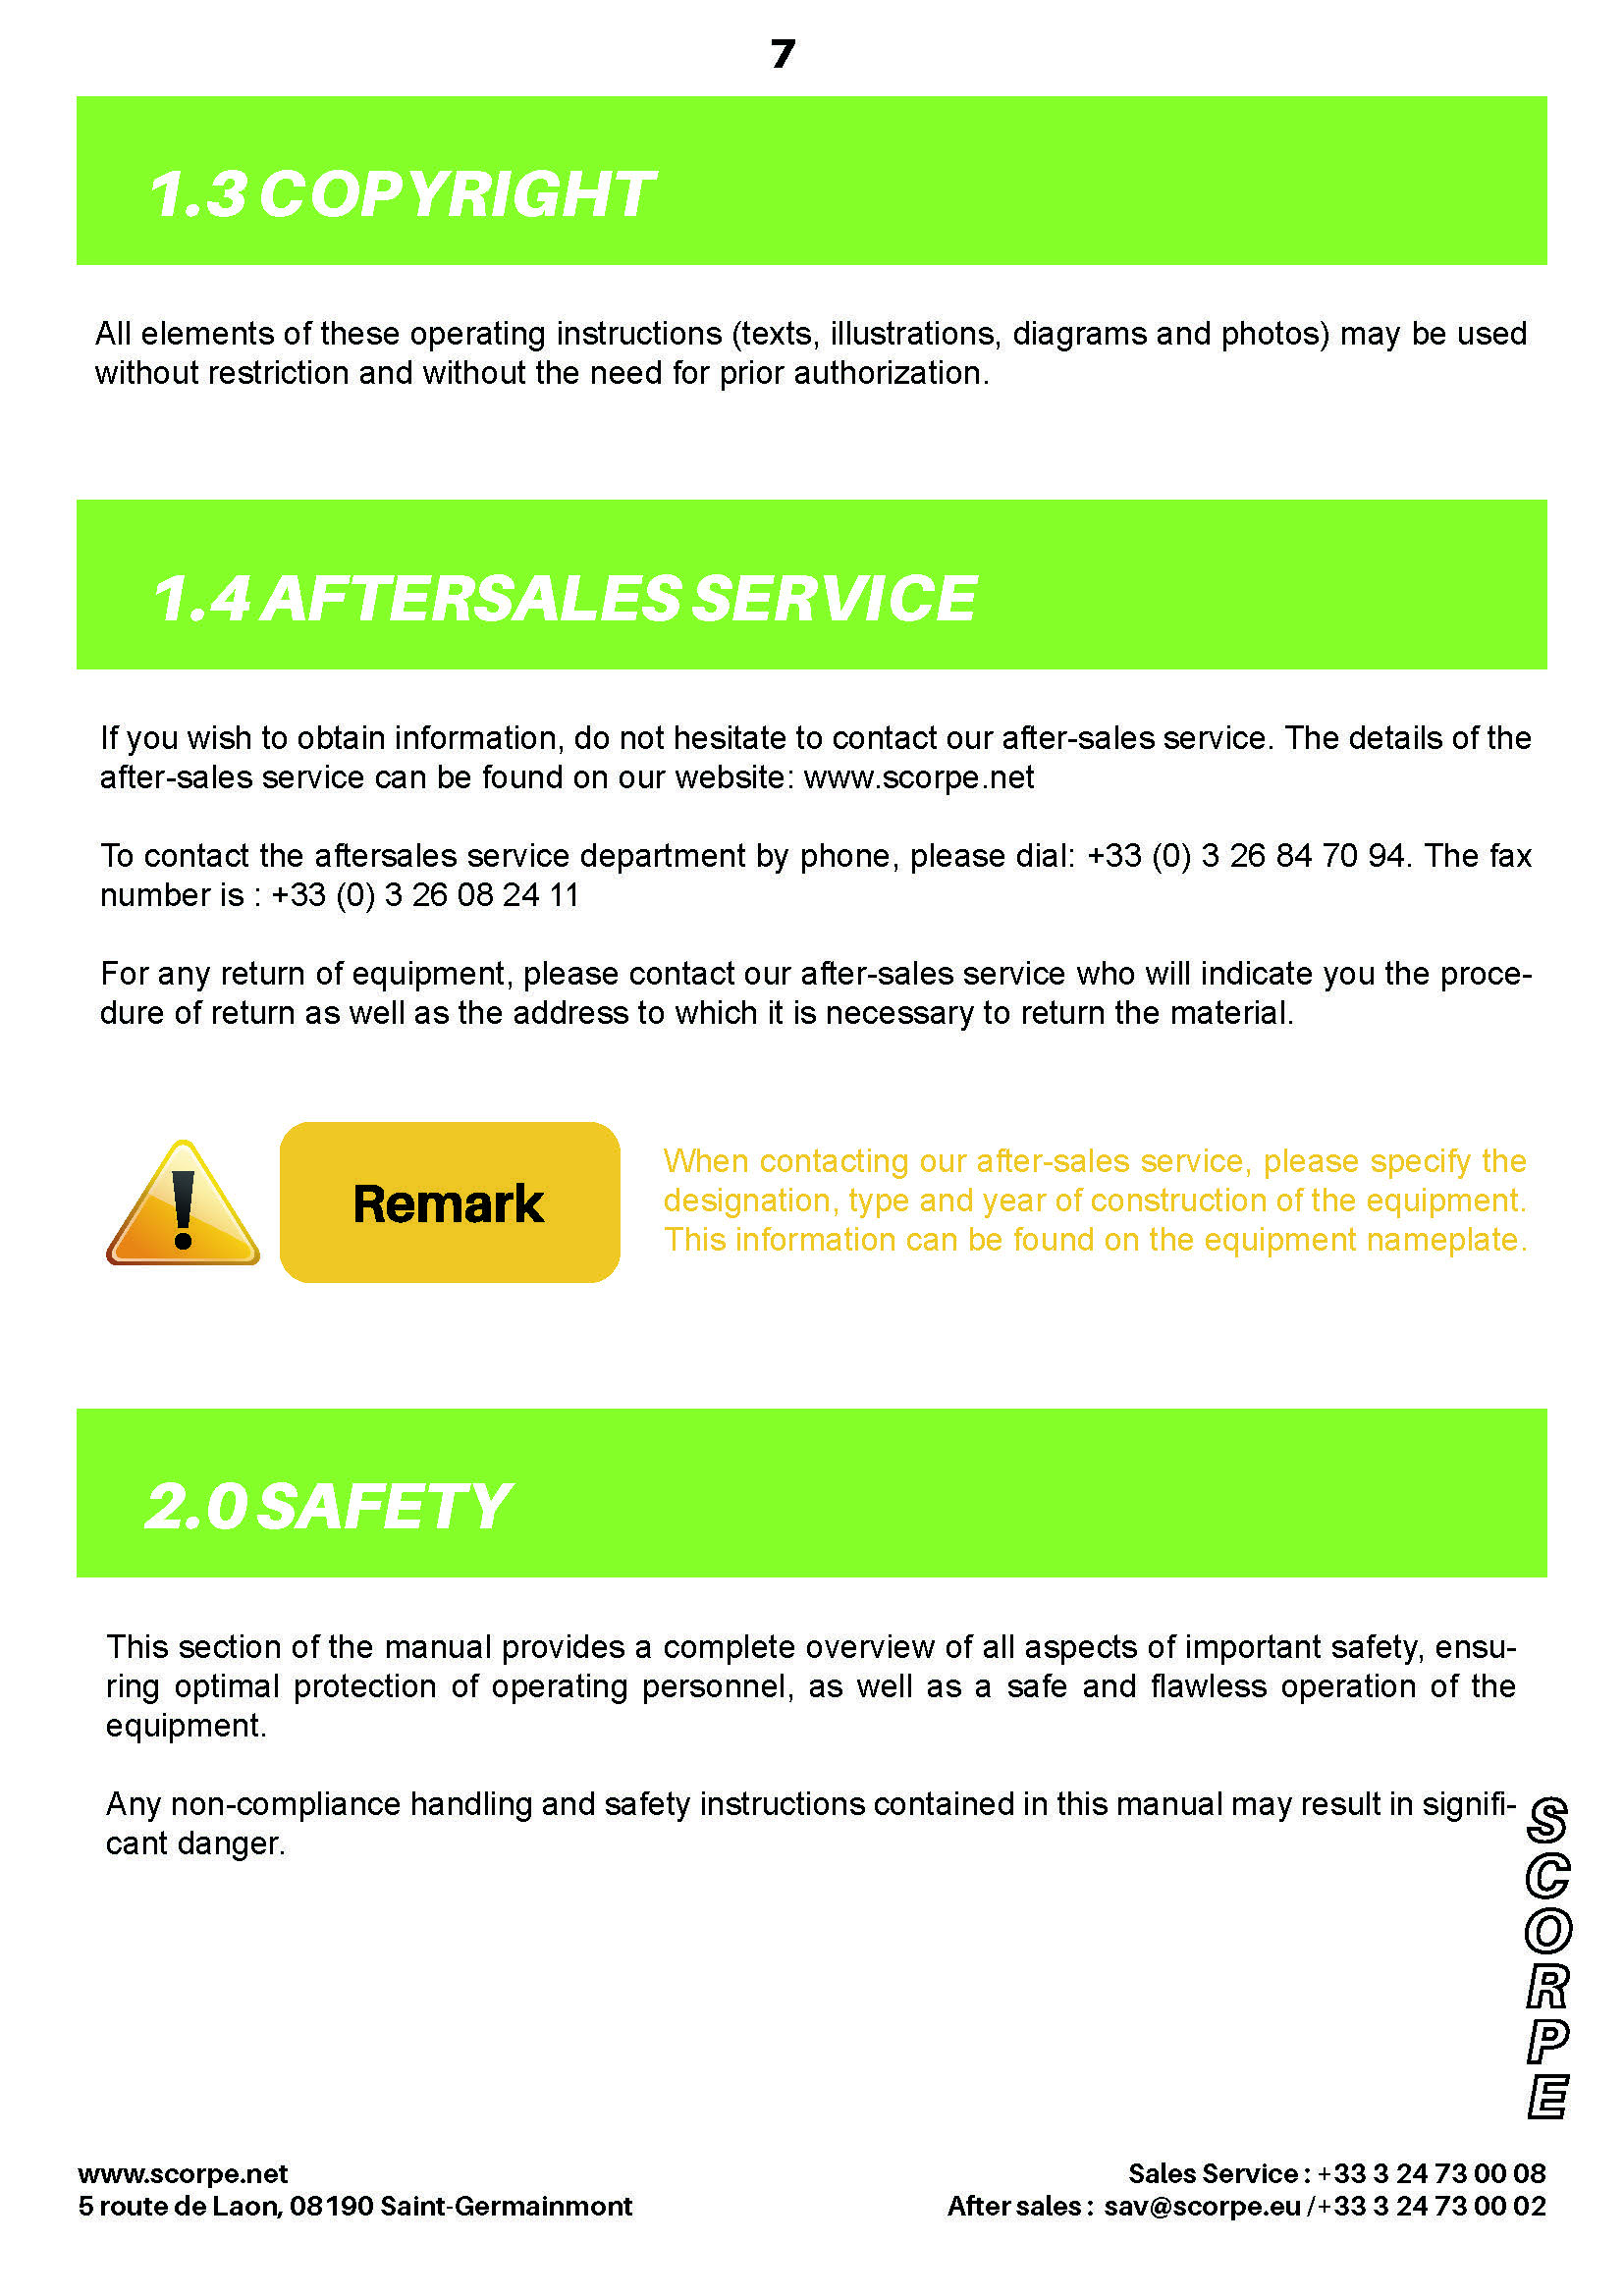 7
1.3 COPYRIGHT
All elements of these operating instructions (texts, illustrations, diagrams and photos) may be used
without restriction and without the need for prior authorization.
1.4 AFTERSALES SERVICE
If you wish to obtain information, do not hesitate to contact our after-sales service. The details of the
after-sales service can be found on our website: www.scorpe.net
To contact the aftersales service department by phone, please dial: +33 (0) 3 26 84 70 94. The fax
number is : +33 (0) 3 26 08 24 11
For any return of equipment, please contact our after-sales service who will indicate you the proce-
dure of return as well as the address to which it is necessary to return the material.
Remark
When contacting our after-sales service, please specify the
designation, type and year of construction of the equipment.
This information can be found on the equipment nameplate.
2.0 SAFETY
This section of the manual provides a complete overview of all aspects of important safety, ensu-
ring optimal protection of operating personnel, as well as a safe and flawless operation of the
equipment.
Any non-compliance handling and safety instructions contained in this manual may result in signifi-
cant danger.
SCORPE
www.scorpe.net
5 route de Laon, 08190 Saint-Germainmont
Sales Service : +33 3 24 73 00 08
After sales : sav@scorpe.eu /+33 3 24 73 00 02